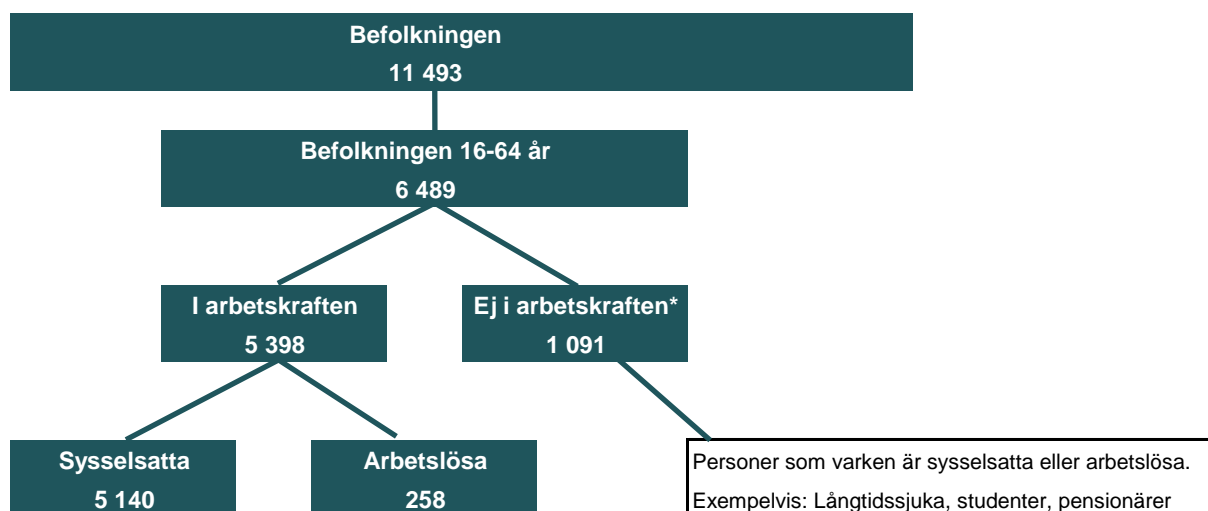 Befolkningen
11 493
Befolkningen 16-64 år
6 489
I arbetskraften
5 398
Ej i arbetskraften*
1 091
Sysselsatta
5 140
Arbetslösa
258
Personer som varken är sysselsatta eller arbetslösa.
Exempelvis: Långtidssjuka, studenter, pensionärer